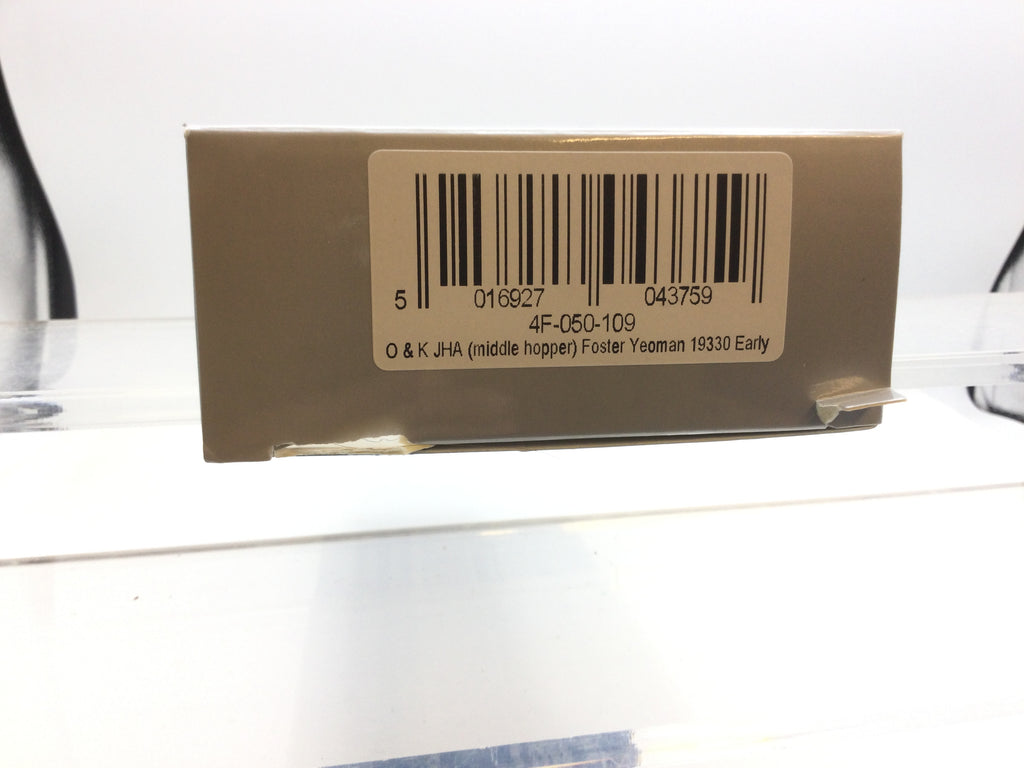 5 016927 043759
4F-050-109
O & K JHA (middle hopper) Foster Yeoman 19330 Early